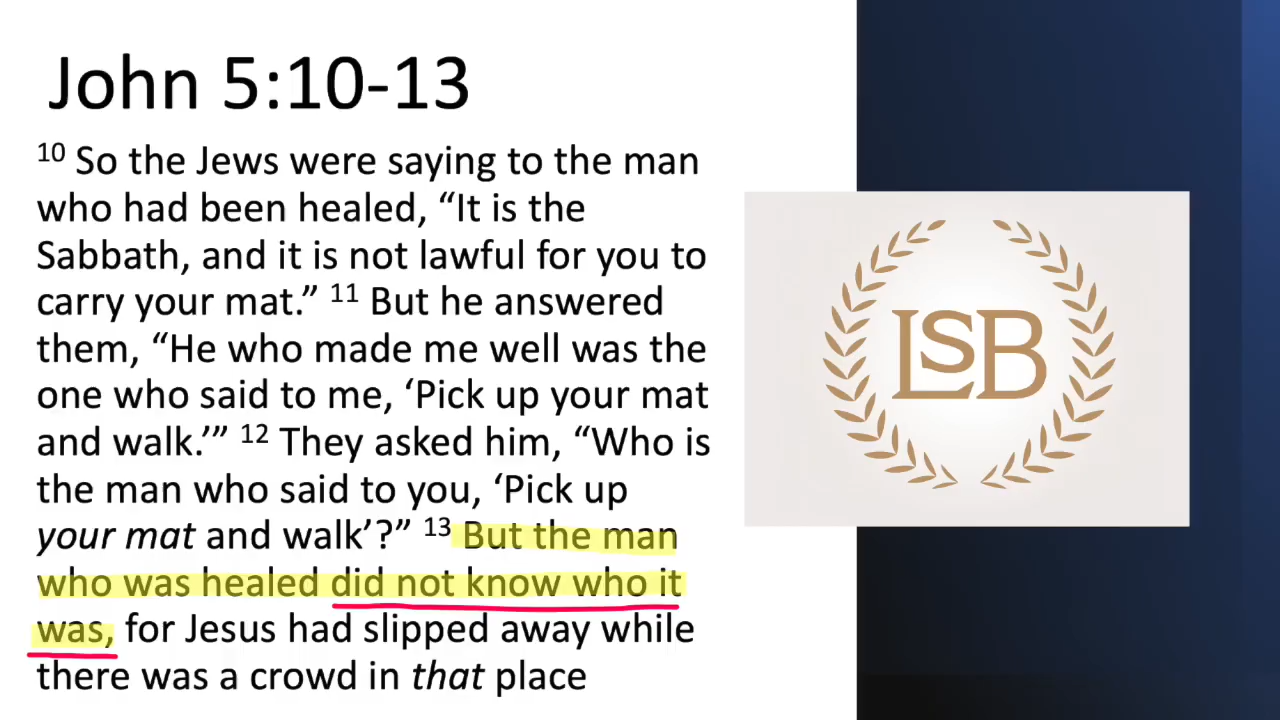 John 5:10-13
10 So the Jews were saying to the man
who had been healed, “It is the
Sabbath, and it is not lawful for you to
carry your mat.” 11 But he answered
them, “He who made me well was the
one who said to me, ‘Pick up your mat
and walk.’” 12 They asked him, “Who is
the man who said to you, ‘Pick up
your mat and walk’?” 13 But the man
who was healed did not know who it
was, for Jesus had slipped away while
there was a crowd in that place
LSB